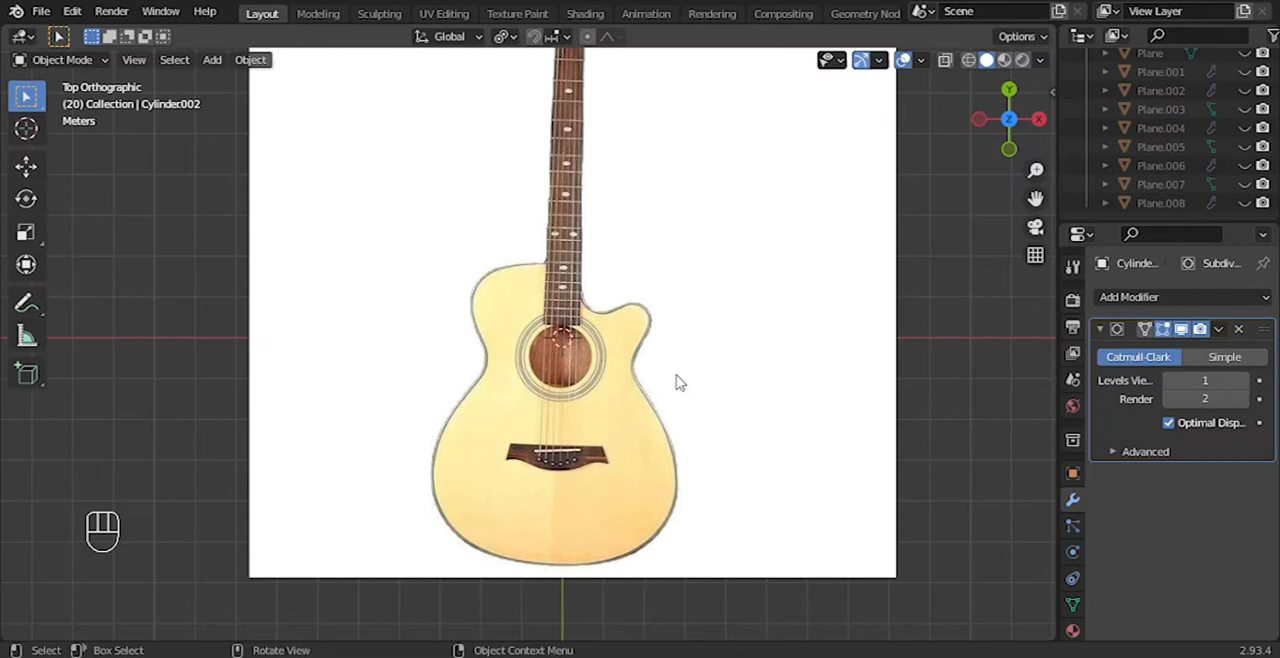 File Edit Render Window Help Layout Modeling Sculpting UV Editing Texture Paint Shading Animation Rendering Compositing Geometry Nod Scene View Layer
Global Options
Object Mode View Select Add Object
Top Orthographic
(20) Collection | Cylinder.002
Meters
Y
Z X
Plane
Plane.001
Plane.002
Plane.003
Plane.004
Plane.005
Plane.006
Plane.007
Plane.008
Cylinde... Subdiv...
Add Modifier
Catmull-Clark Simple
Levels Vie... 1
Render 2
Optimal Disp...
Advanced
Select Box Select Rotate View Object Context Menu 2.93.4